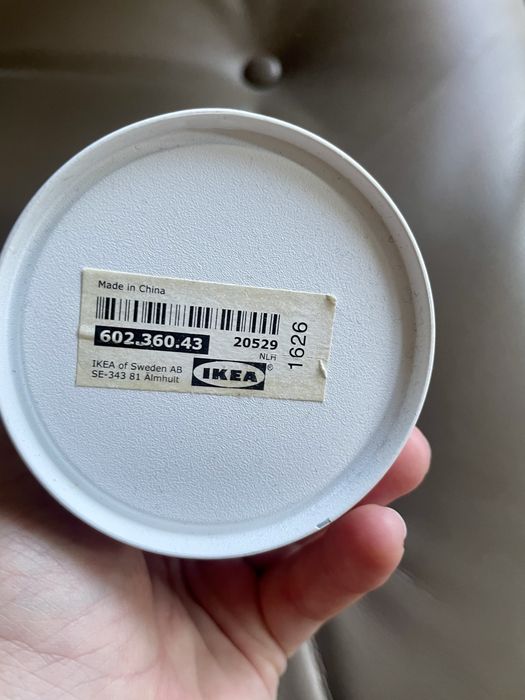 Made in China
602.360.43 20529
NLH
IKEA of Sweden AB
SE-343 81 Älmhult
IKEA®
1626